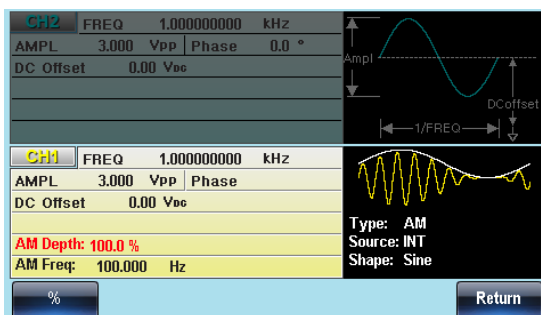 CH2 FREQ 1.000000000 kHz
AMPL 3.000 VPP Phase 0.0 °
DC Offset 0.00 VDC
Ampl
DCoffset
1/FREQ
CH1 FREQ 1.000000000 kHz
AMPL 3.000 VPP Phase
DC Offset 0.00 VDC
AM Depth: 100.0 %
AM Freq: 100.000 Hz
Type: AM
Source: INT
Shape: Sine
% Return